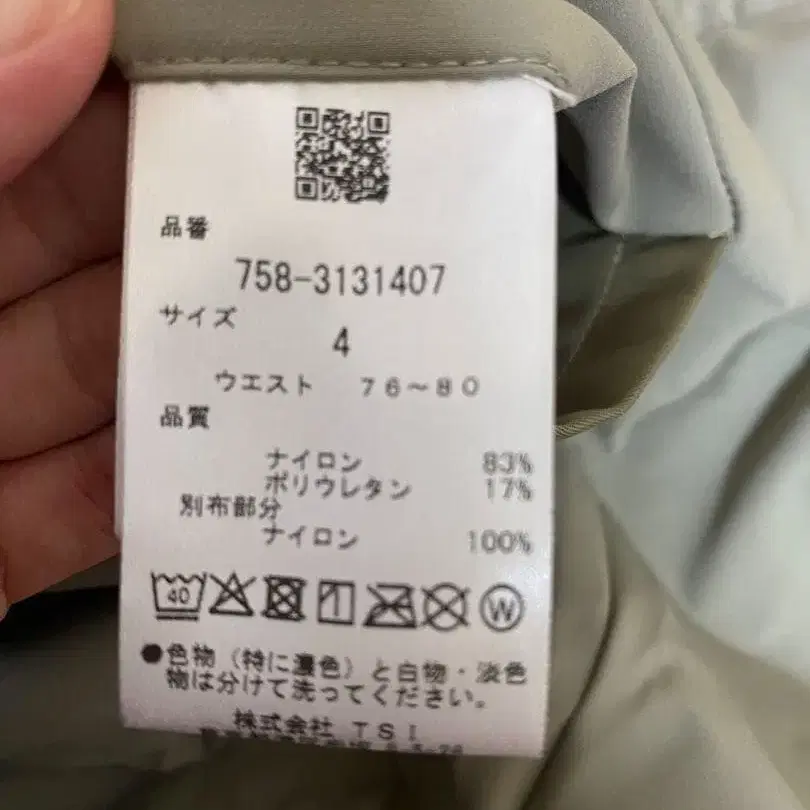 品番
758-3131407
サイズ
4
ウエスト 76～80
品質
ナイロン 83%
ポリウレタン 17%
別布部分
ナイロン 100%
40
W
●色物（特に濃色）と白物・淡色
物は分けて洗ってください。
株式会社 TSI